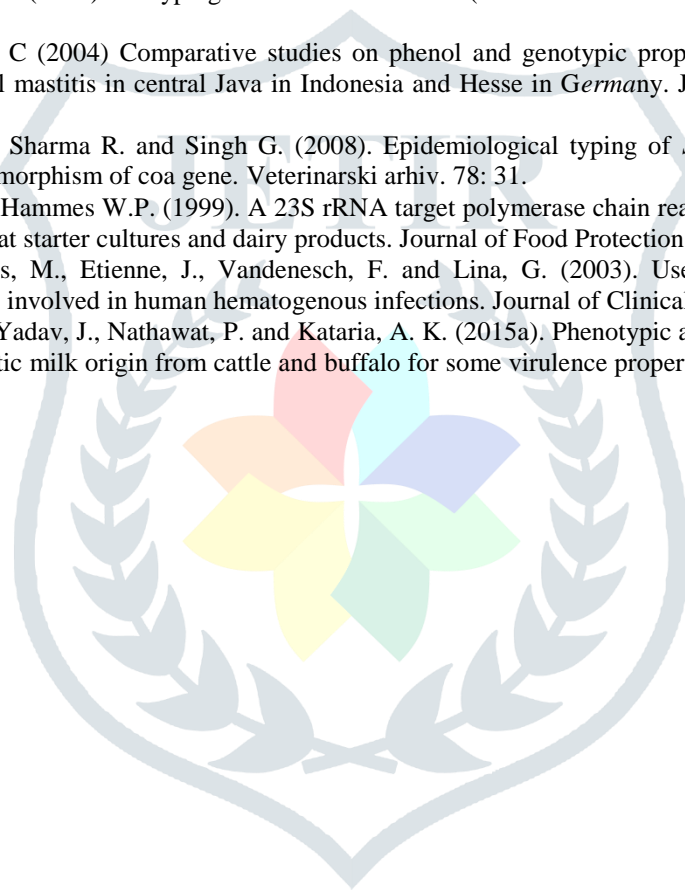 C (2004) Comparative studies on phenol and genotypic prop
l mastitis in central Java in Indonesia and Hesse in Germany. J
Sharma R. and Singh G. (2008). Epidemiological typing of S
morphism of coa gene. Veterinarski arhiv. 78: 31.
Hammes W.P. (1999). A 23S rRNA target polymerase chain rea
at starter cultures and dairy products. Journal of Food Protection
s, M., Etienne, J., Vandenesch, F. and Lina, G. (2003). Use
involved in human hematogenous infections. Journal of Clinical
Yadav, J., Nathawat, P. and Kataria, A. K. (2015a). Phenotypic a
tic milk origin from cattle and buffalo for some virulence proper
JETIR